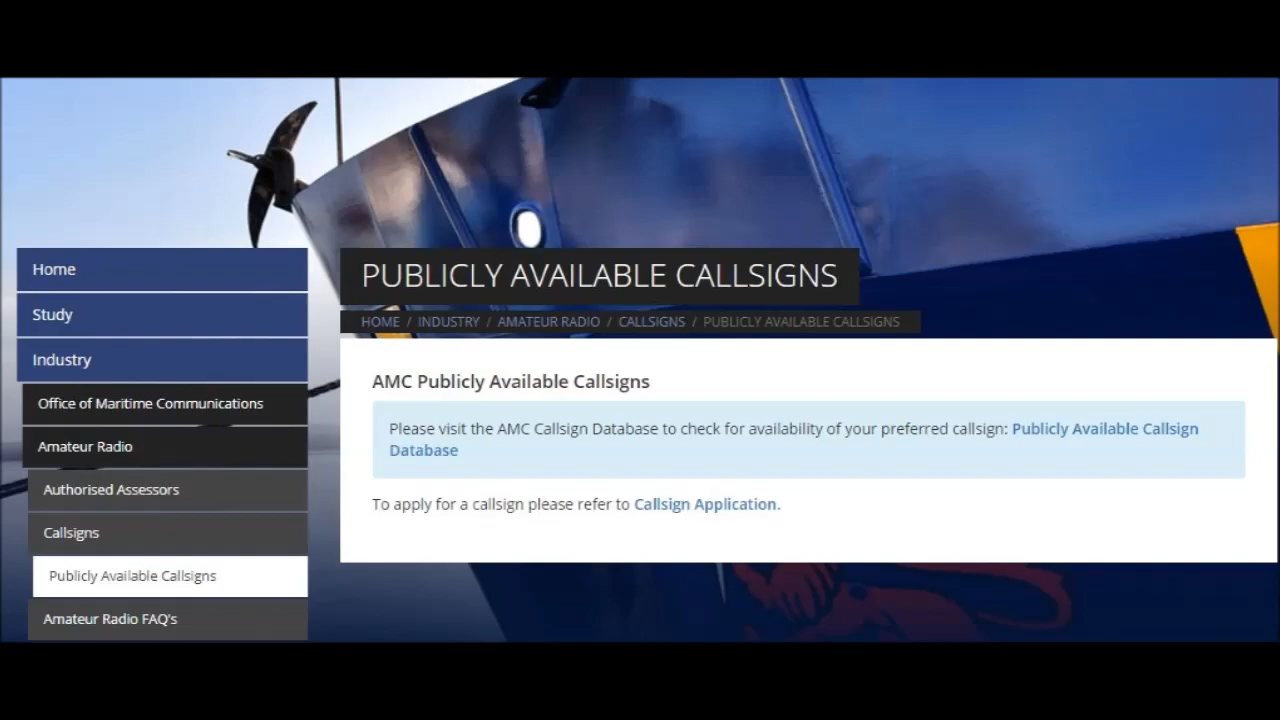 Home
Study
Industry
Office of Maritime Communications
Amateur Radio
Authorised Assessors
Callsigns
Publicly Available Callsigns
Amateur Radio FAQ's
PUBLICLY AVAILABLE CALLSIGNS
HOME / INDUSTRY / AMATEUR RADIO / CALLSIGNS / PUBLICLY AVAILABLE CALLSIGNS
AMC Publicly Available Callsigns
Please visit the AMC Callsign Database to check for availability of your preferred callsign: Publicly Available Callsign
Database
To apply for a callsign please refer to Callsign Application.